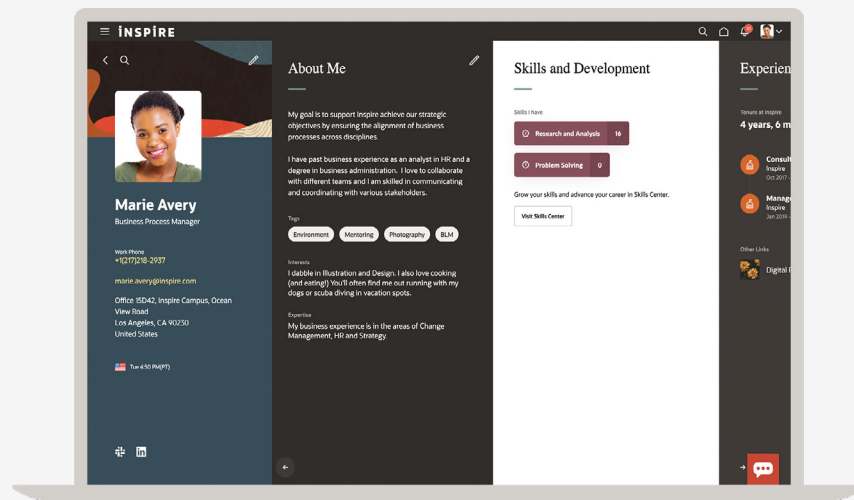 iNSPiRE
10
Marie Avery
Business Process Manager
Work Phone
+1(217)218-2937
marie.avery@inspire.com
Office 15D42, Inspire Campus, Ocean
View Road
Los Angeles, CA 90230
United States
Tue 4:50 PM(PT)
in
About Me
My goal is to support Inspire achieve our strategic
objectives by ensuring the alignment of business
processes across disciplines.
I have past business experience as an analyst in HR and a
degree in business administration. I love to collaborate
with different teams and I am skilled in communicating
and coordinating with various stakeholders.
Tags
Environment
Mentoring
Photography
BLM
Interests
I dabble in Illustration and Design. I also love cooking
(and eating!) You'll often find me out running with my
dogs or scuba diving in vacation spots.
Expertise
My business experience is in the areas of Change
Management, HR and Strategy.
Skills and Development
Skills I have
Research and Analysis 16
Problem Solving 0
Grow your skills and advance your career in Skills Center.
Visit Skills Center
Experien
Tenure at Inspire
4 years, 6 m
Consult
Inspire
Oct 2017 -
Manage
Inspire
Jan 2019 -
Other Links
Digital P